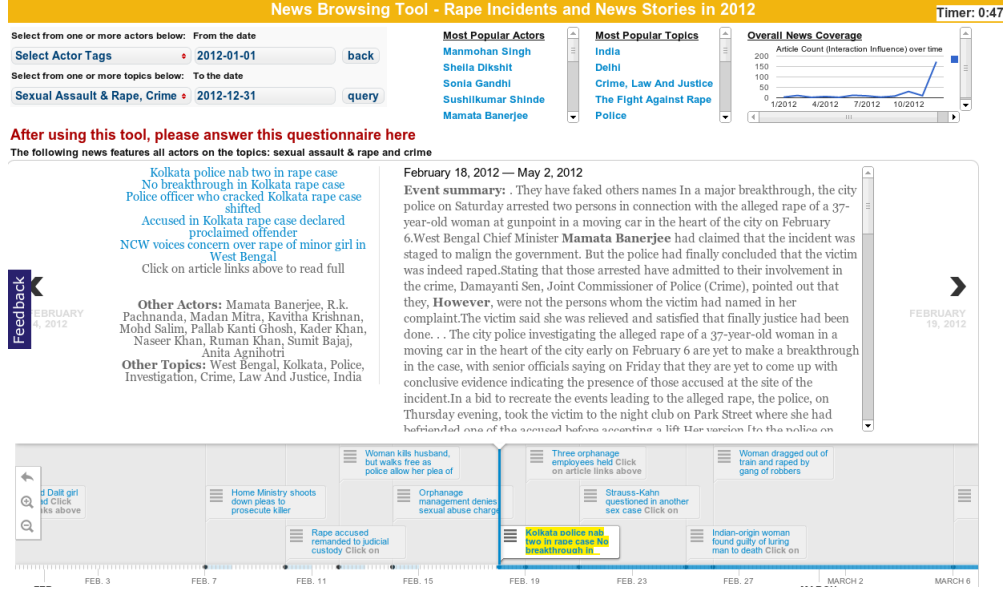 News Browsing Tool - Rape Incidents and News Stories in 2012
Timer: 0:47
Select from one or more actors below: From the date
Select Actor Tags 2012-01-01 back
Select from one or more topics below: To the date
Sexual Assault & Rape, Crime 2012-12-31 query
Most Popular Actors
Manmohan Singh
Sheila Dikshit
Sonia Gandhi
Sushilkumar Shinde
Mamata Banerjee
Most Popular Topics
India
Delhi
Crime, Law And Justice
The Fight Against Rape
Police
Overall News Coverage
Article Count (Interaction Influence) over time
200
150
100
50
0
1/2012 4/2012 7/2012 10/2012
After using this tool, please answer this questionnaire here
The following news features all actors on the topics: sexual assault & rape and crime
Kolkata police nab two in rape case
No breakthrough in Kolkata rape case
Police officer who cracked Kolkata rape case
shifted
Accused in Kolkata rape case declared
proclaimed offender
NCW voices concern over rape of minor girl in
West Bengal
Click on article links above to read full
Other Actors: Mamata Banerjee, R.k.
Pachnanda, Madan Mitra, Kavitha Krishnan,
Mohd Salim, Pallab Kanti Ghosh, Kader Khan,
Naseer Khan, Ruman Khan, Sumit Bajaj,
Anita Agnihotri
Other Topics: West Bengal, Kolkata, Police,
Investigation, Crime, Law And Justice, India
Feedback
FEBRUARY
4, 2012
February 18, 2012 — May 2, 2012
Event summary: . They have faked others names In a major breakthrough, the city
police on Saturday arrested two persons in connection with the alleged rape of a 37-
year-old woman at gunpoint in a moving car in the heart of the city on February
6.West Bengal Chief Minister Mamata Banerjee had claimed that the incident was
staged to malign the government. But the police had finally concluded that the victim
was indeed raped.Stating that those arrested have admitted to their involvement in
the crime, Damayanti Sen, Joint Commissioner of Police (Crime), pointed out that
they, However, were not the persons whom the victim had named in her
complaint.The victim said she was relieved and satisfied that finally justice had been
done. . . The city police investigating the alleged rape of a 37-year-old woman in a
moving car in the heart of the city early on February 6 are yet to make a breakthrough
in the case, with senior officials saying on Friday that they are yet to come up with
conclusive evidence indicating the presence of those accused at the site of the
incident.In a bid to recreate the events leading to the alleged rape, the police, on
Thursday evening, took the victim to the night club on Park Street where she had
befriended one of the accused before accepting a lift.Her version [to the police on
FEBRUARY
19, 2012
d Dalit girl
d Click
ks above
Home Ministry shoots
down pleas to
prosecute killer
Rape accused
remanded to judicial
custody Click on
Woman kills husband,
but walks free as
police allow her plea of
Orphanage
management denies
sexual abuse charge
Kolkata police nab
two in rape case No
breakthrough in
Three orphanage
employees held Click
on article links above
Strauss-Kahn
questioned in another
sex case Click on
Indian-origin woman
found guilty of luring
man to death Click on
Woman dragged out of
train and raped by
gang of robbers
FEB. 3 FEB. 7 FEB. 11 FEB. 15 FEB. 19 FEB. 23 FEB. 27 MARCH 2 MARCH 6